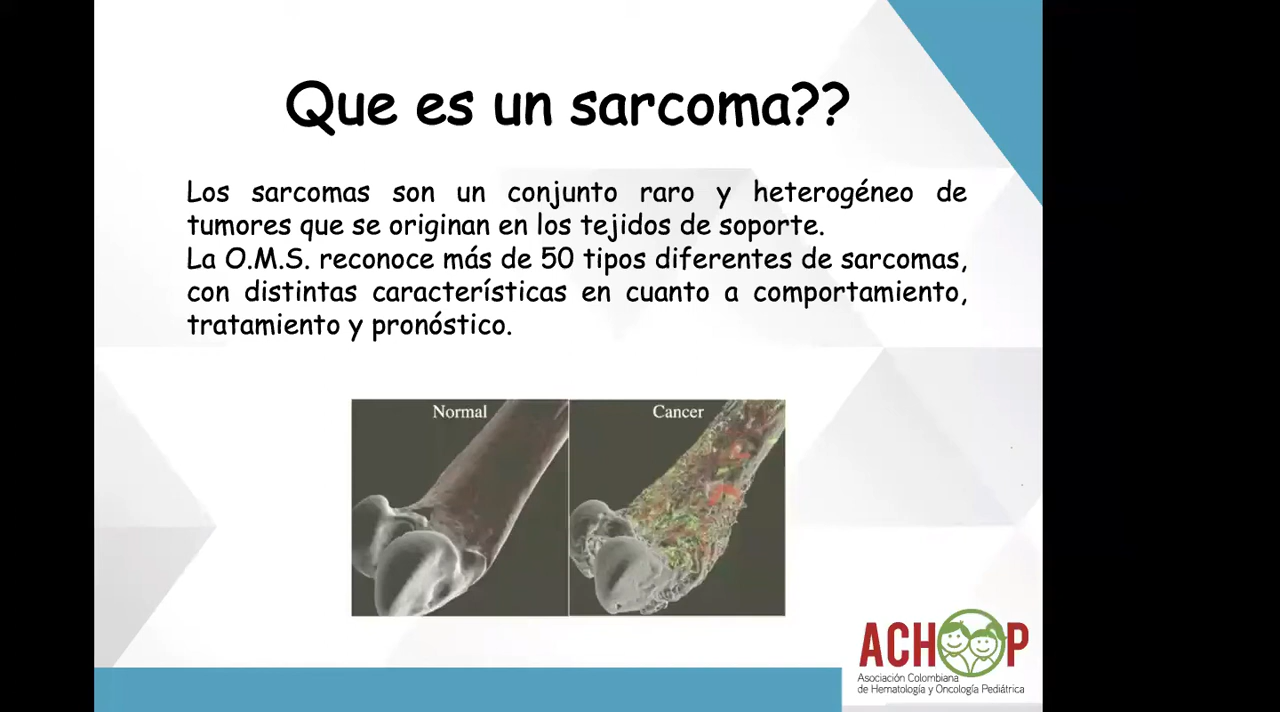 Que es un sarcoma??
Los sarcomas son un conjunto raro y heterogéneo de
tumores que se originan en los tejidos de soporte.
La O.M.S. reconoce más de 50 tipos diferentes de sarcomas,
con distintas características en cuanto a comportamiento,
tratamiento y pronóstico.
Normal
Cancer
ACHOP
Asociación Colombiana
de Hematología y Oncología Pediátrica